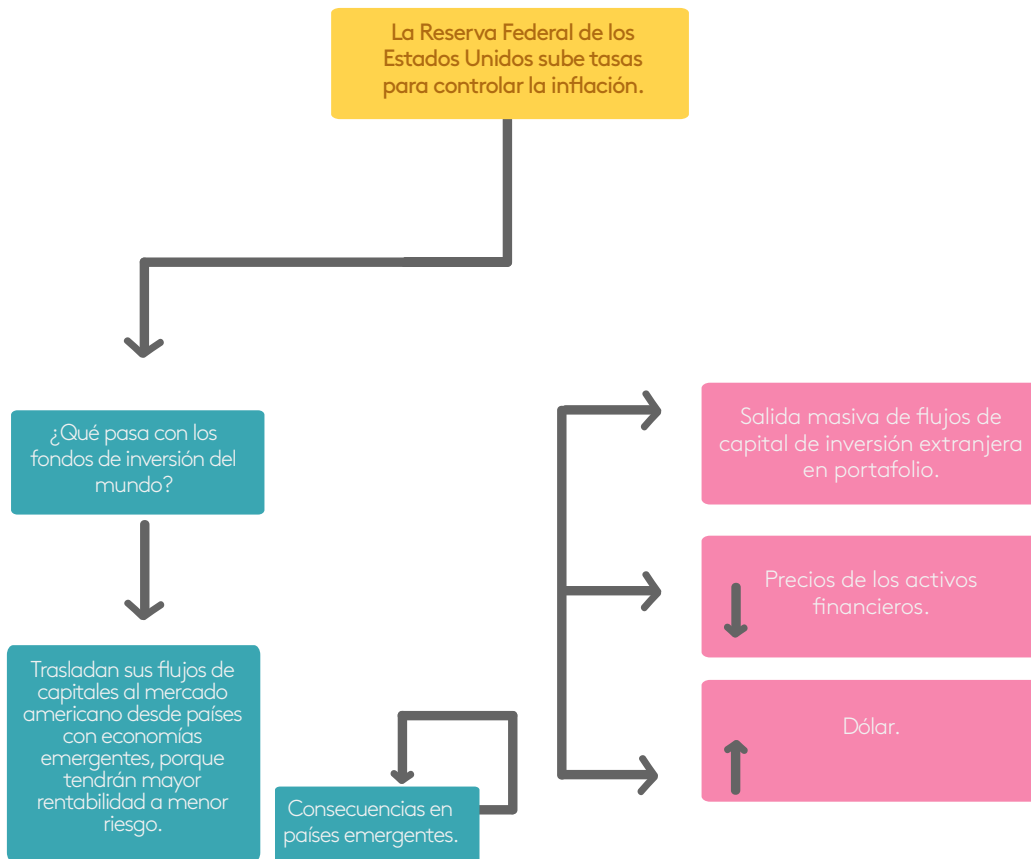 La Reserva Federal de los
Estados Unidos sube tasas
para controlar la inflación.
¿Qué pasa con los
fondos de inversión del
mundo?
Trasladan sus flujos de
capitales al mercado
americano desde países
con economías
emergentes, porque
tendrán mayor
rentabilidad a menor
riesgo.
Consecuencias en
países emergentes.
Salida masiva de flujos de
capital de inversión extranjera
en portafolio.
Precios de los activos
financieros.
Dólar.